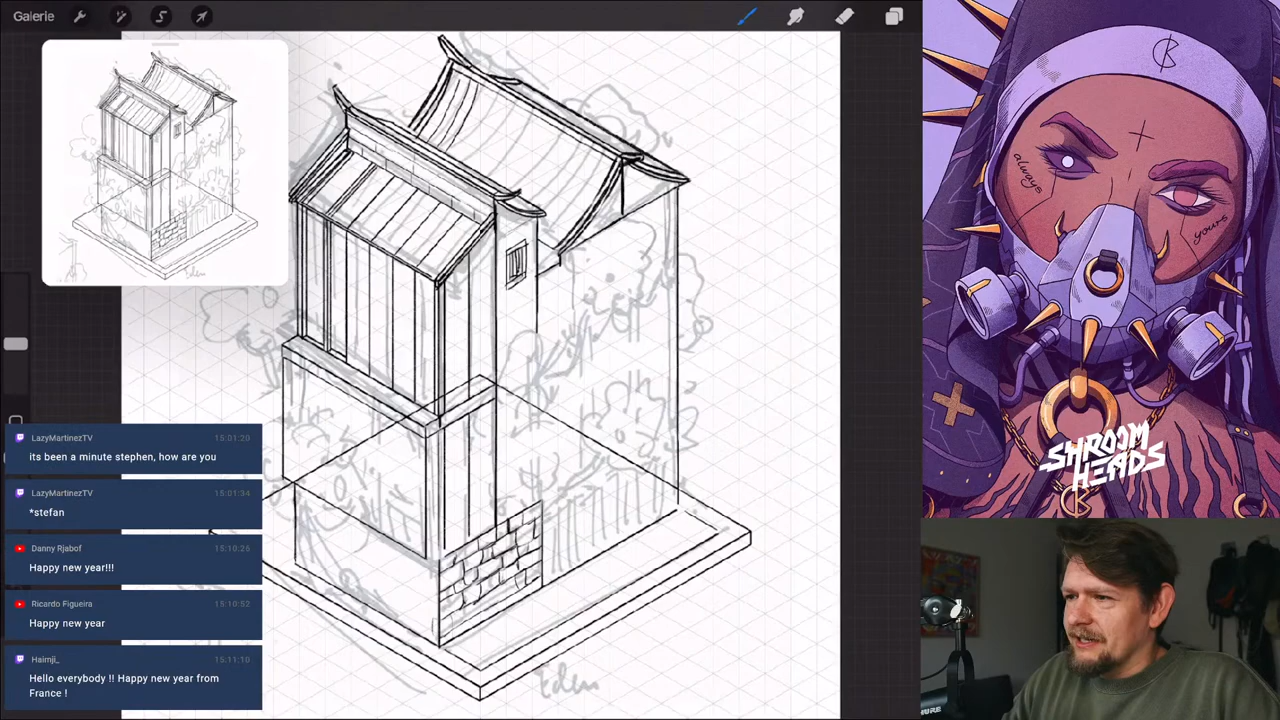 Galerie
always
yours
SHROOM
HEADS
LazyMartinezTV 15:01:20
its been a minute stephen, how are you
LazyMartinezTV 15:01:34
*stefan
Danny Rjabof 15:10:26
Happy new year!!!
Ricardo Figueira 15:10:52
Happy new year
Hairnji_ 15:11:10
Hello everybody !! Happy new year from
France !
Eden